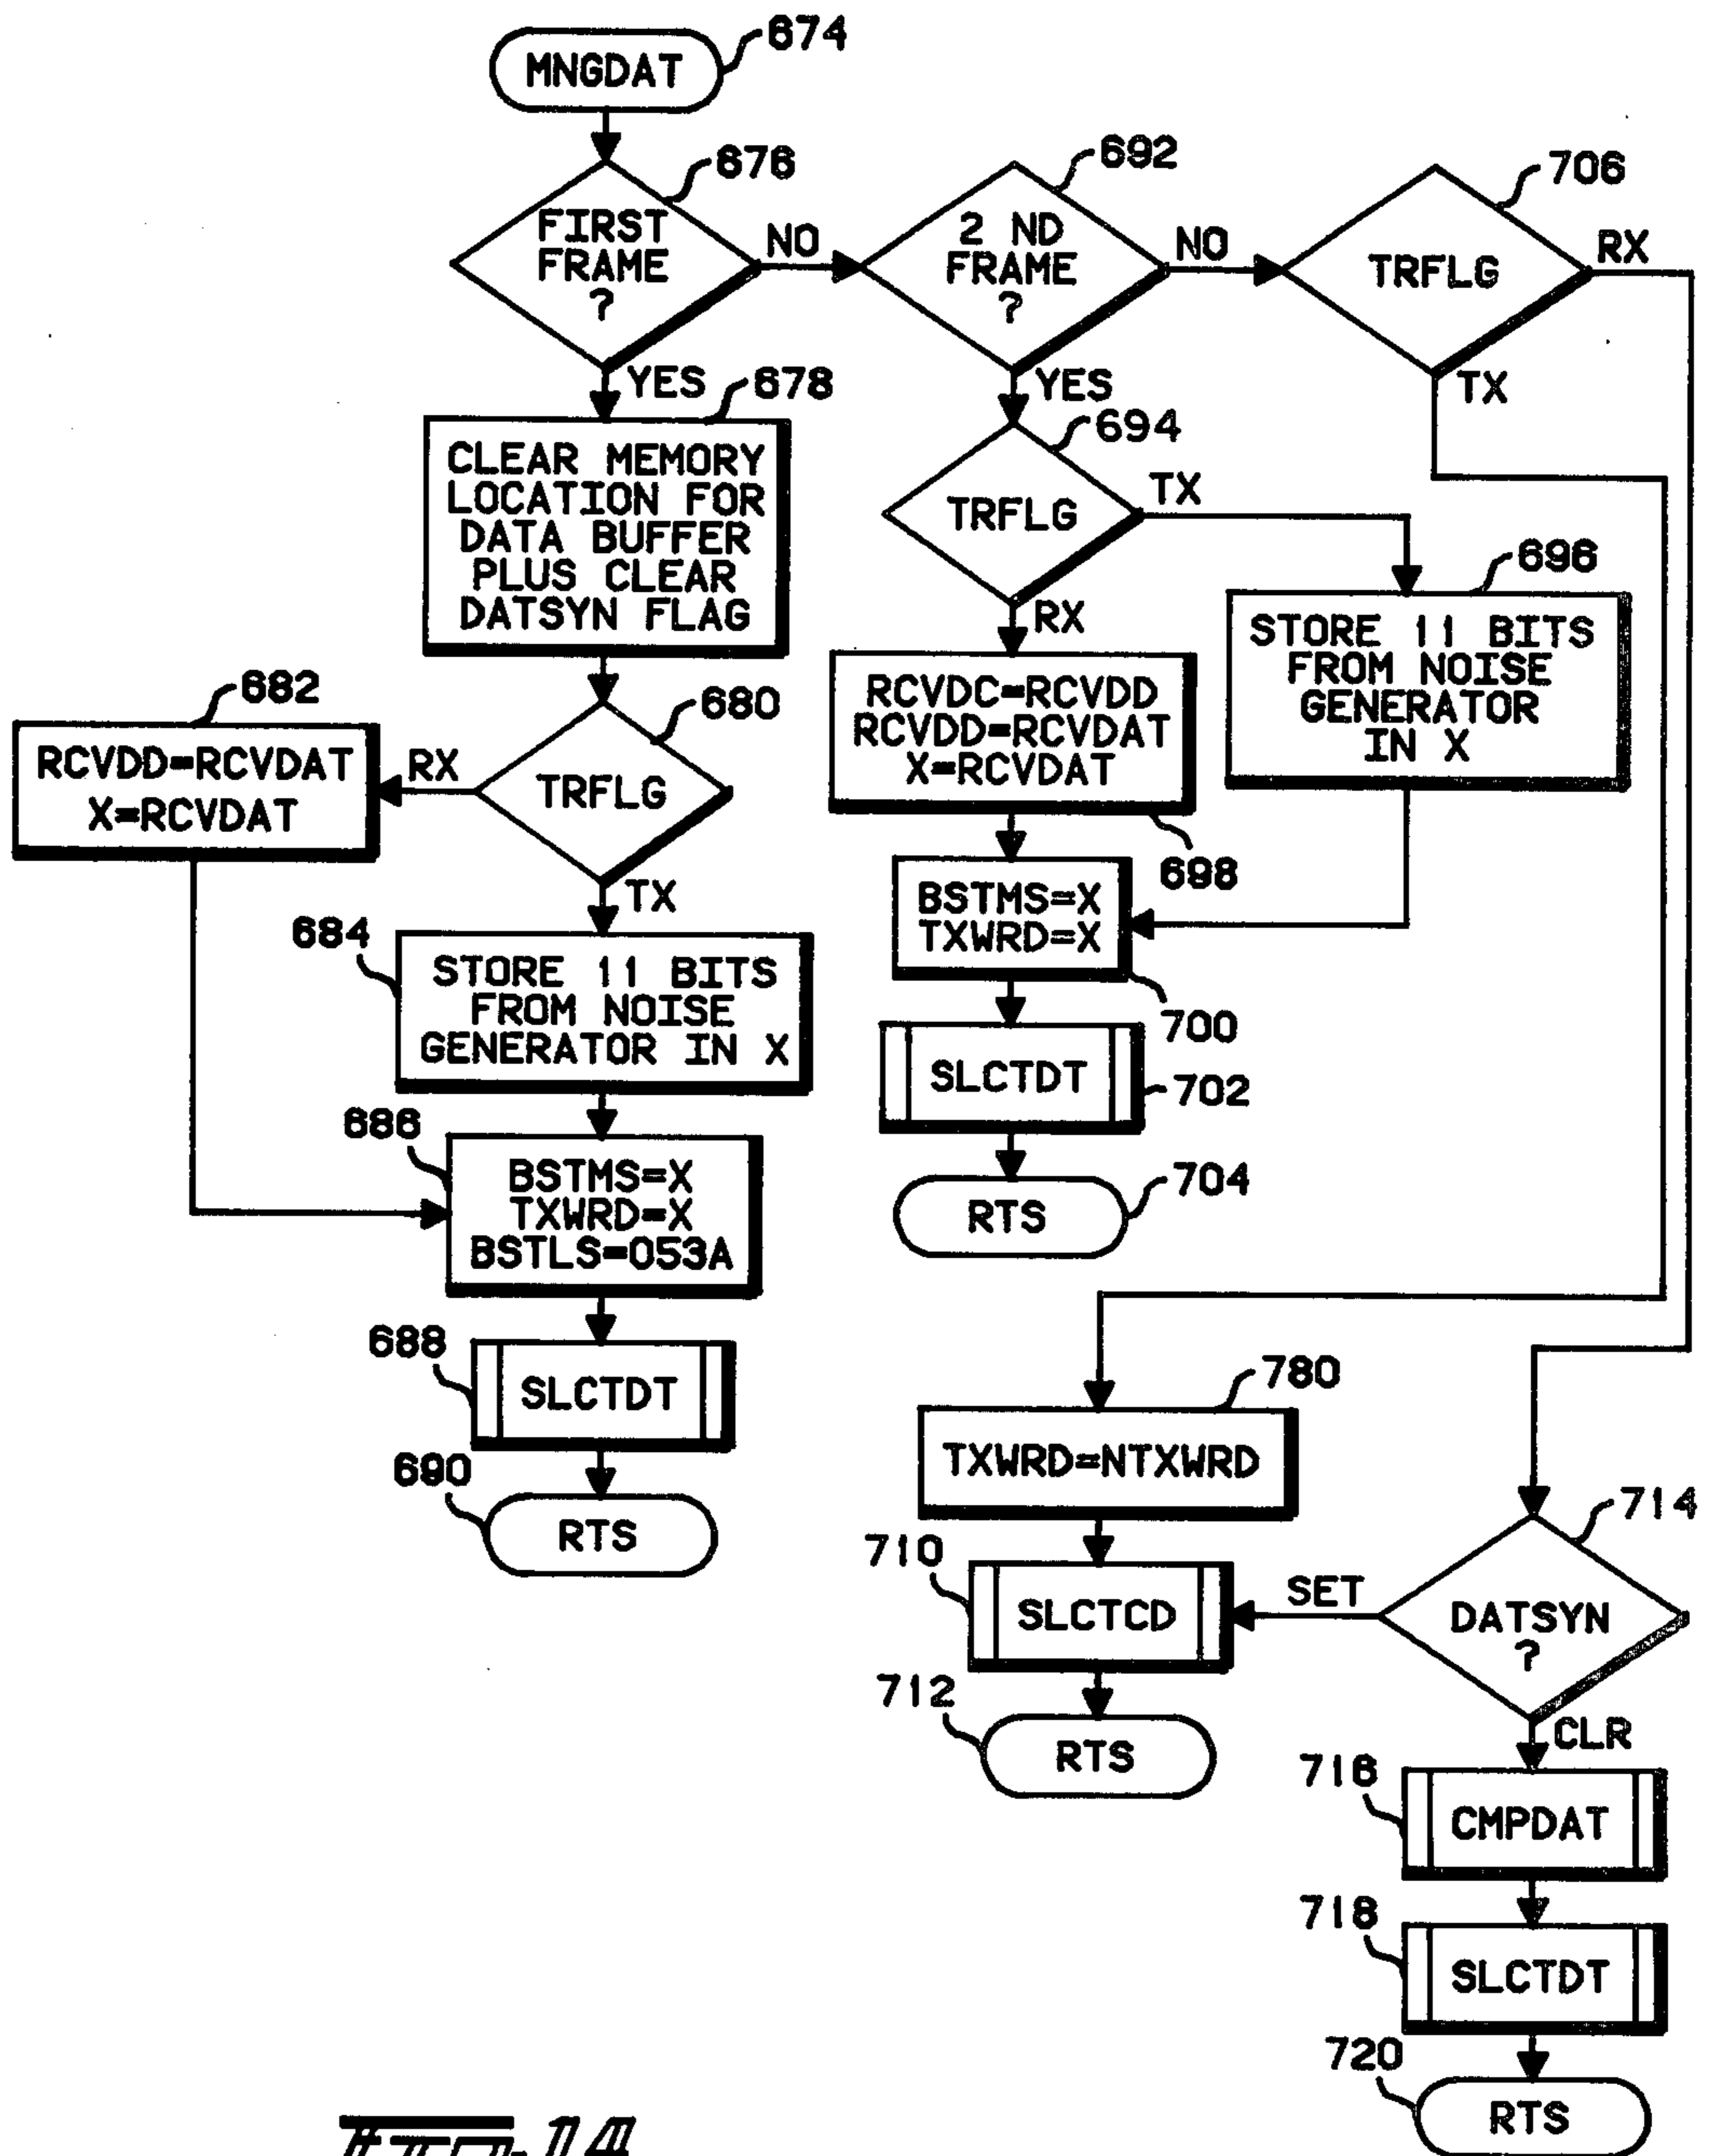 674
MNGDAT
676
FIRST
FRAME
?
NO
YES
692
2 ND
FRAME
?
NO
YES
706
TRFLG
RX
TX
678
CLEAR MEMORY
LOCATION FOR
DATA BUFFER
PLUS CLEAR
DATSYN FLAG
694
TRFLG
TX
RX
696
STORE 11 BITS
FROM NOISE
GENERATOR
IN X
682
RCVDD=RCVDAT
X=RCVDAT
680
TRFLG
RX
TX
RCVDC=RCVDD
RCVDD=RCVDAT
X=RCVDAT
698
684
STORE 11 BITS
FROM NOISE
GENERATOR IN X
BSTMS=X
TXWRD=X
700
686
BSTMS=X
TXWRD=X
BSTLS=053A
SLCTDT
702
RTS
704
688
SLCTDT
690
RTS
780
TXWRD=NTXWRD
710
SLCTCD
SET
714
DATSYN
?
CLR
712
RTS
716
CMPDAT
718
SLCTDT
720
RTS
FIG.14